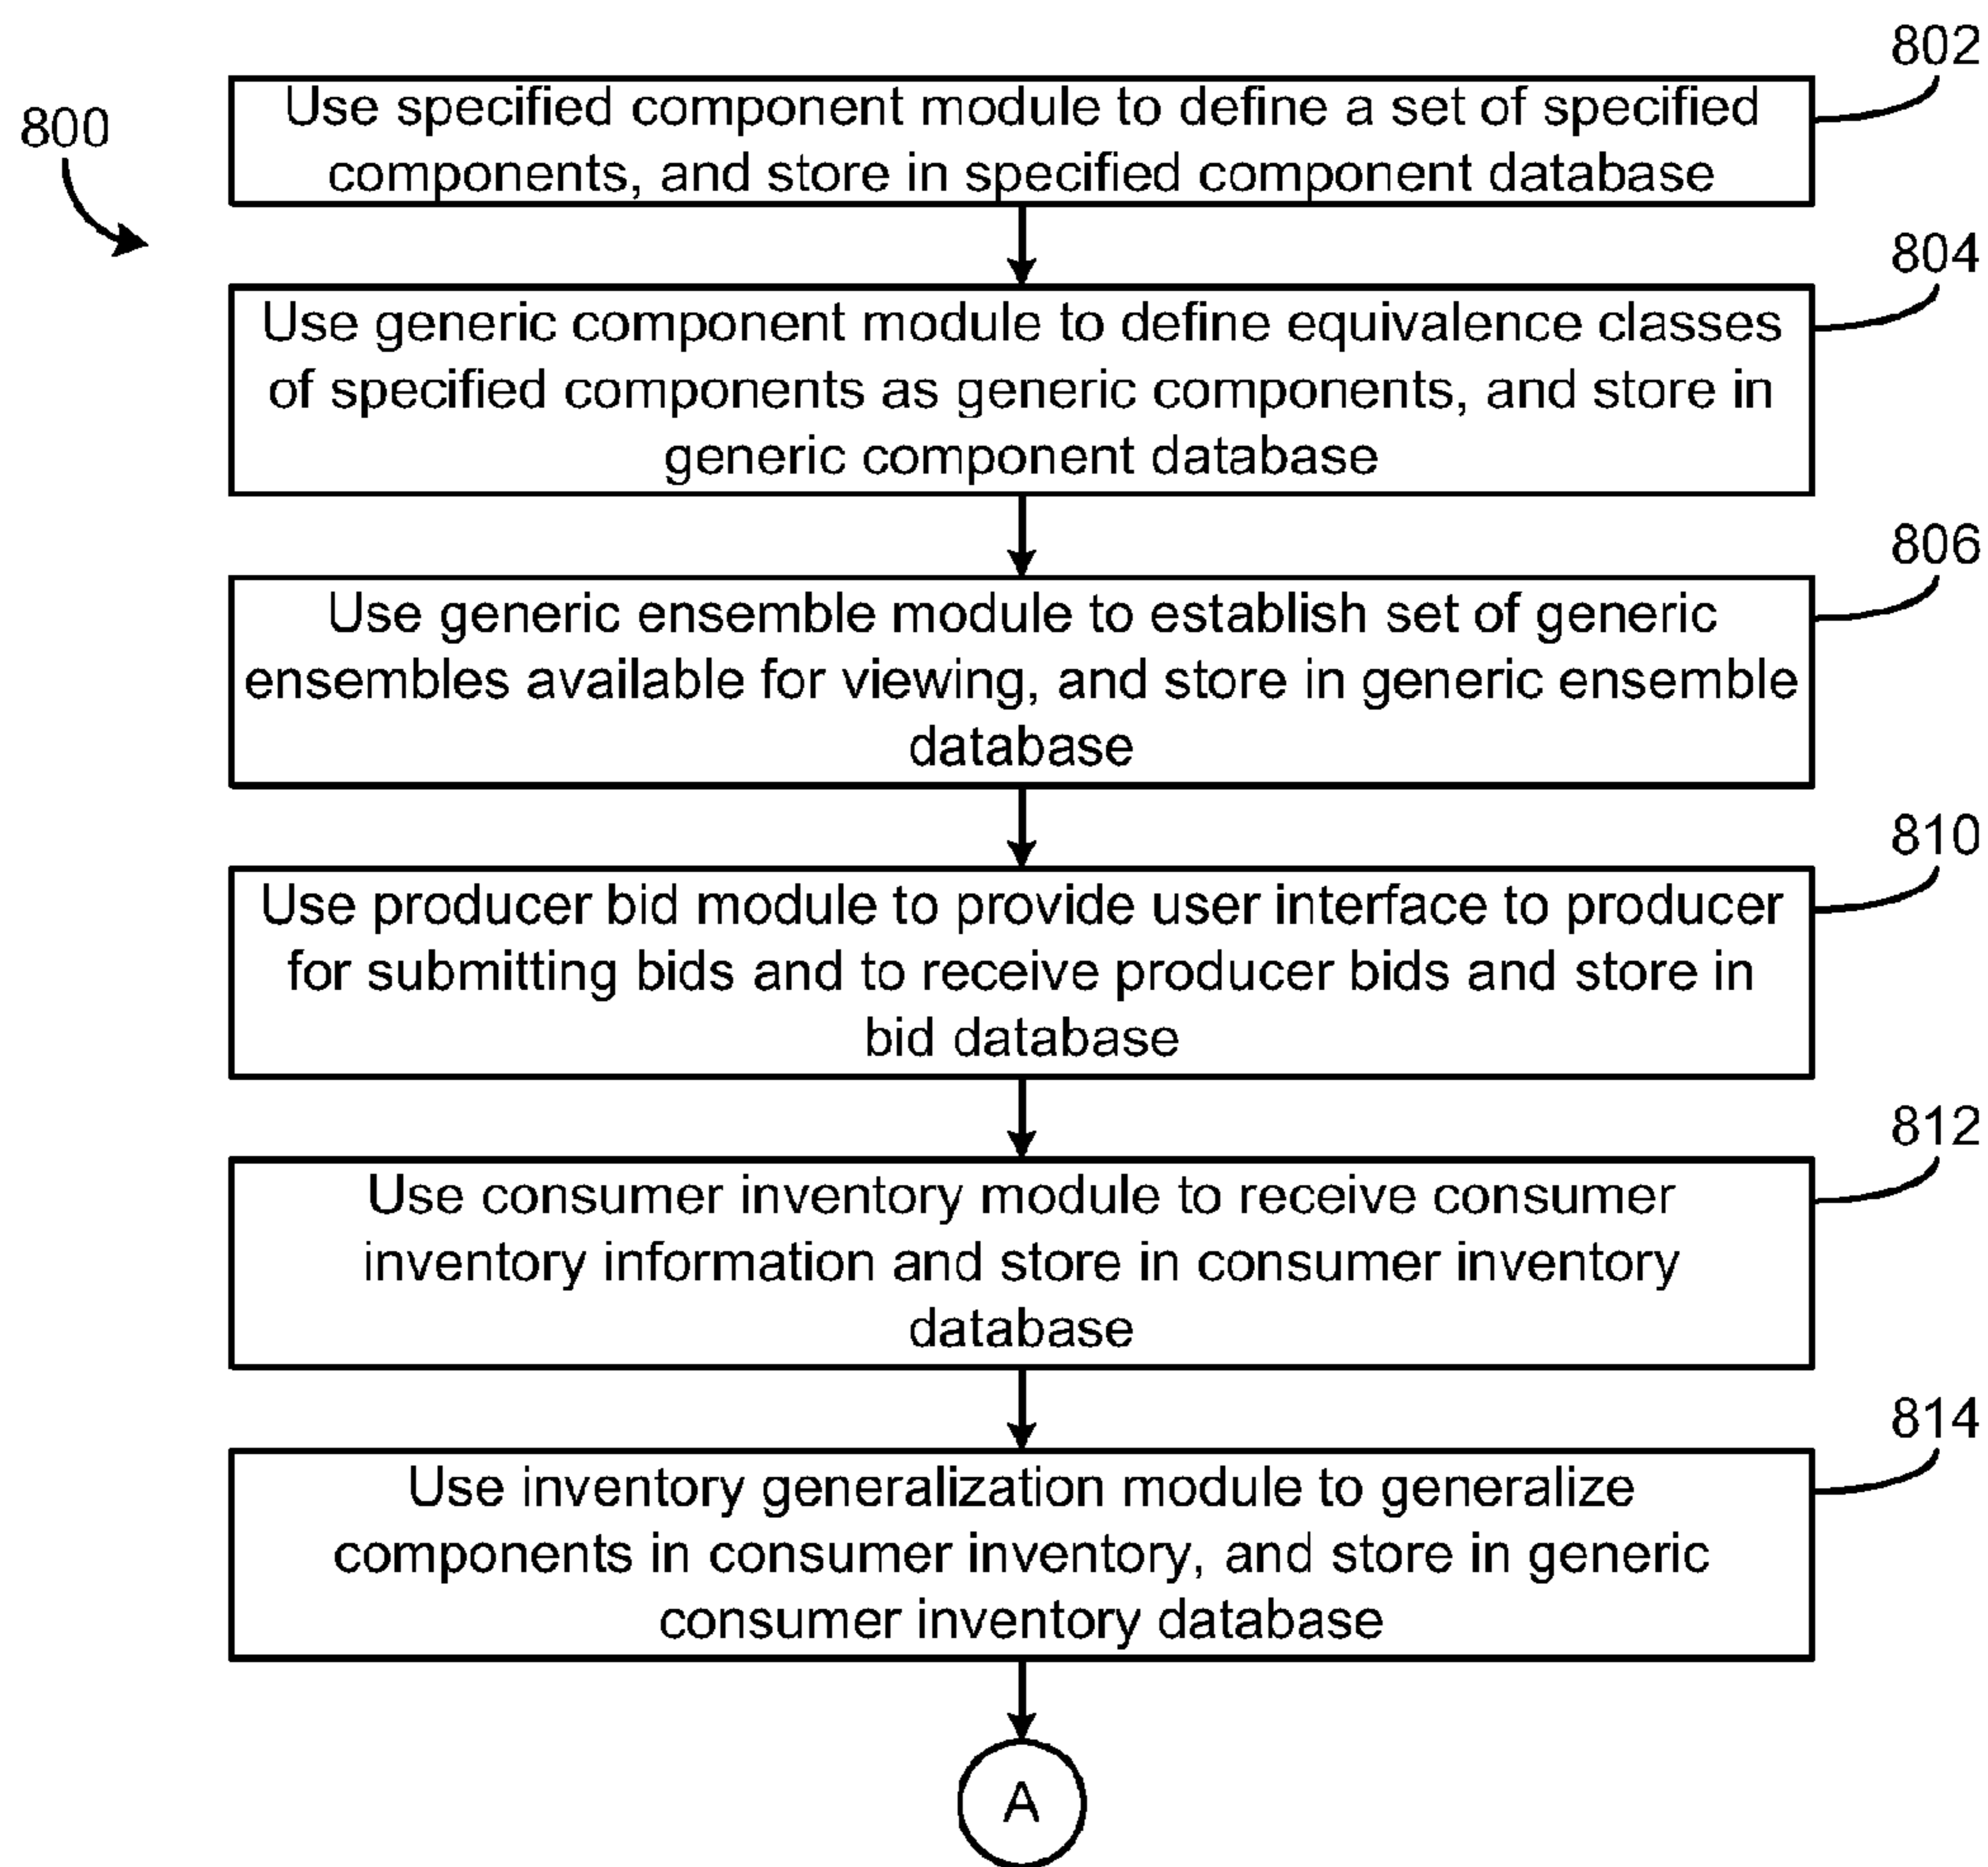 800
802
Use specified component module to define a set of specified
components, and store in specified component database
804
Use generic component module to define equivalence classes
of specified components as generic components, and store in
generic component database
806
Use generic ensemble module to establish set of generic
ensembles available for viewing, and store in generic ensemble
database
810
Use producer bid module to provide user interface to producer
for submitting bids and to receive producer bids and store in
bid database
812
Use consumer inventory module to receive consumer
inventory information and store in consumer inventory
database
814
Use inventory generalization module to generalize
components in consumer inventory, and store in generic
consumer inventory database
A